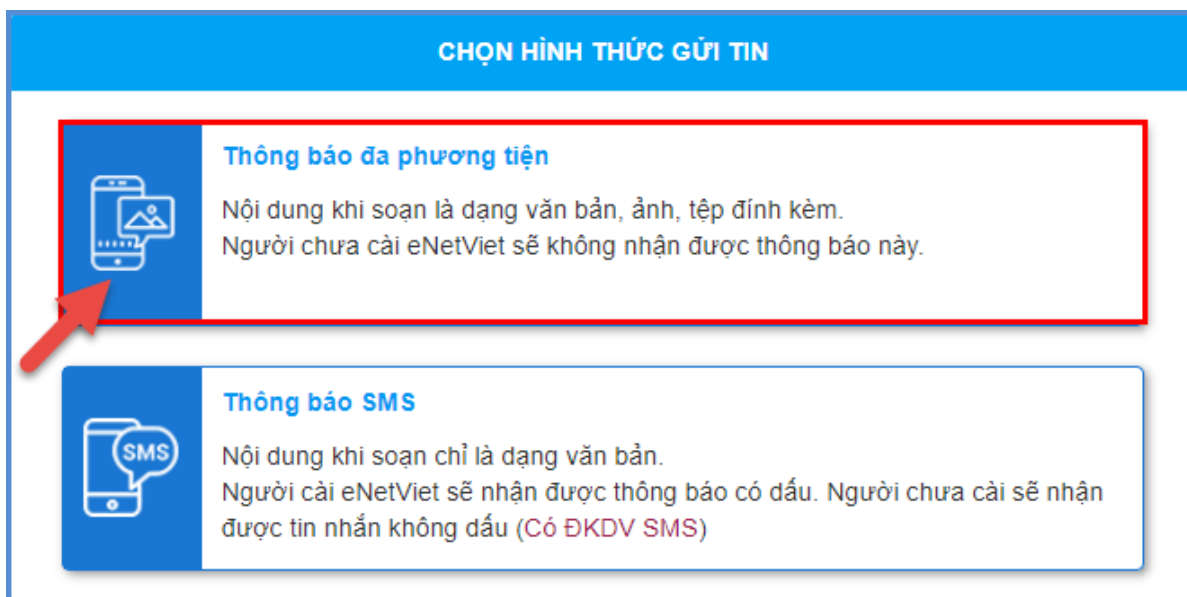 CHỌN HÌNH THỨC GỬI TIN
Thông báo đa phương tiện
Nội dung khi soạn là dạng văn bản, ảnh, tệp đính kèm.
Người chưa cài eNetViet sẽ không nhận được thông báo này.
Thông báo SMS
SMS
Nội dung khi soạn chỉ là dạng văn bản.
Người cài eNetViet sẽ nhận được thông báo có dấu. Người chưa cài sẽ nhận
được tin nhắn không dấu (Có ĐKDV SMS)